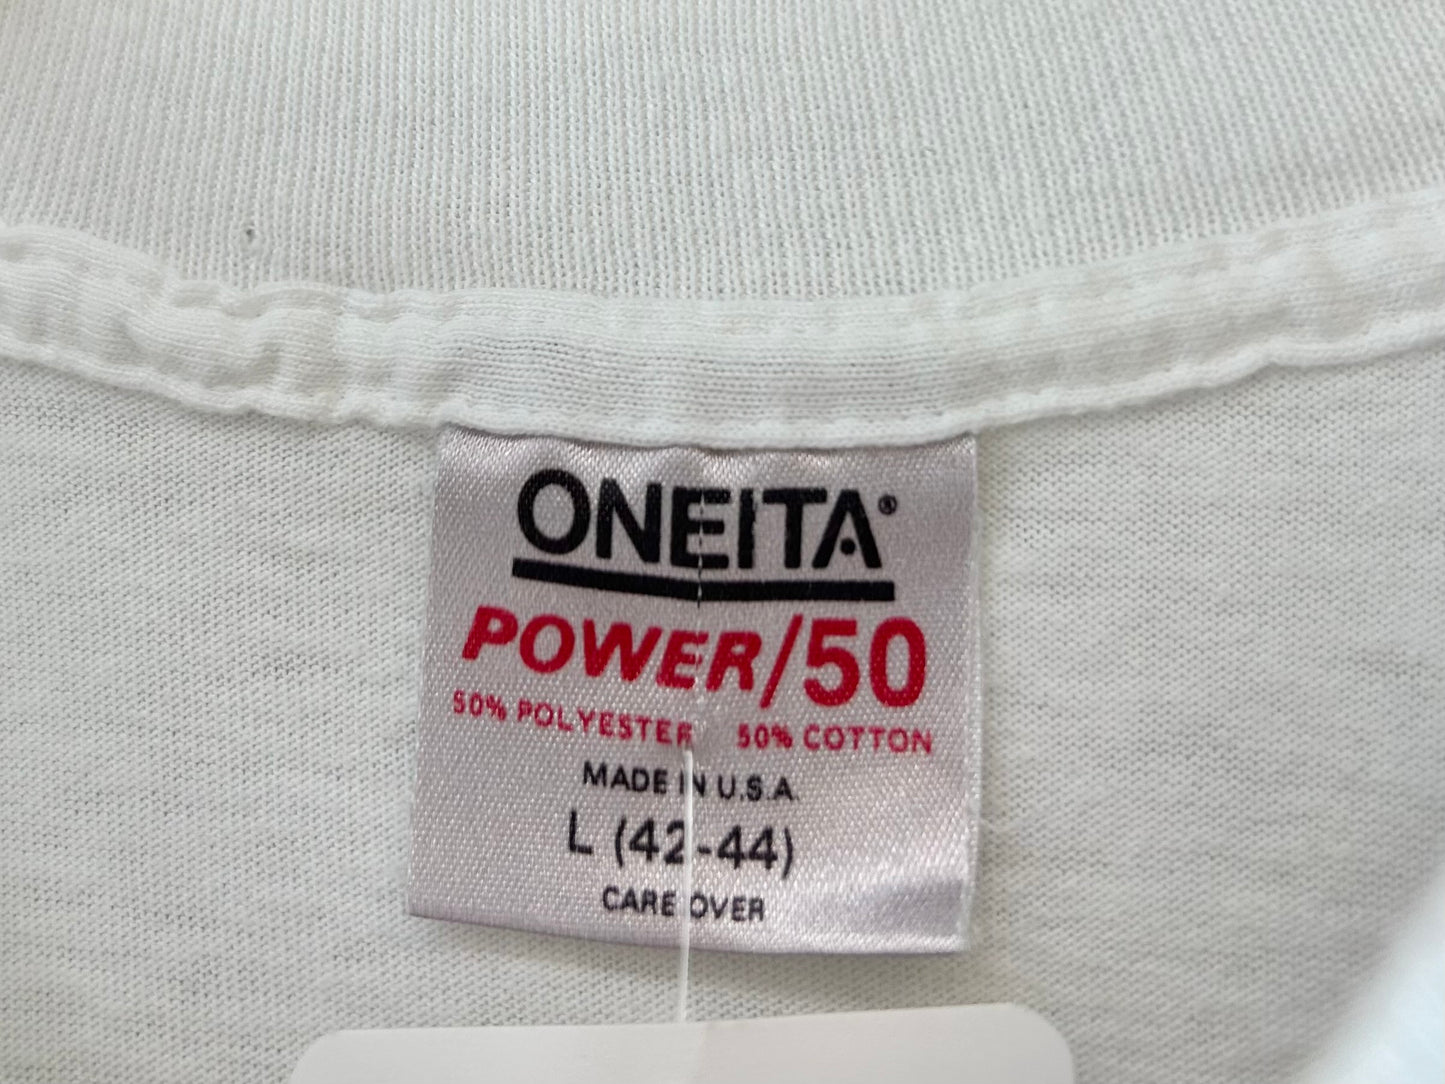 ONEITA®
POWER/50
50% POLYESTER 50% COTTON
MADE IN U.S.A.
L (42-44)
CARE OVER